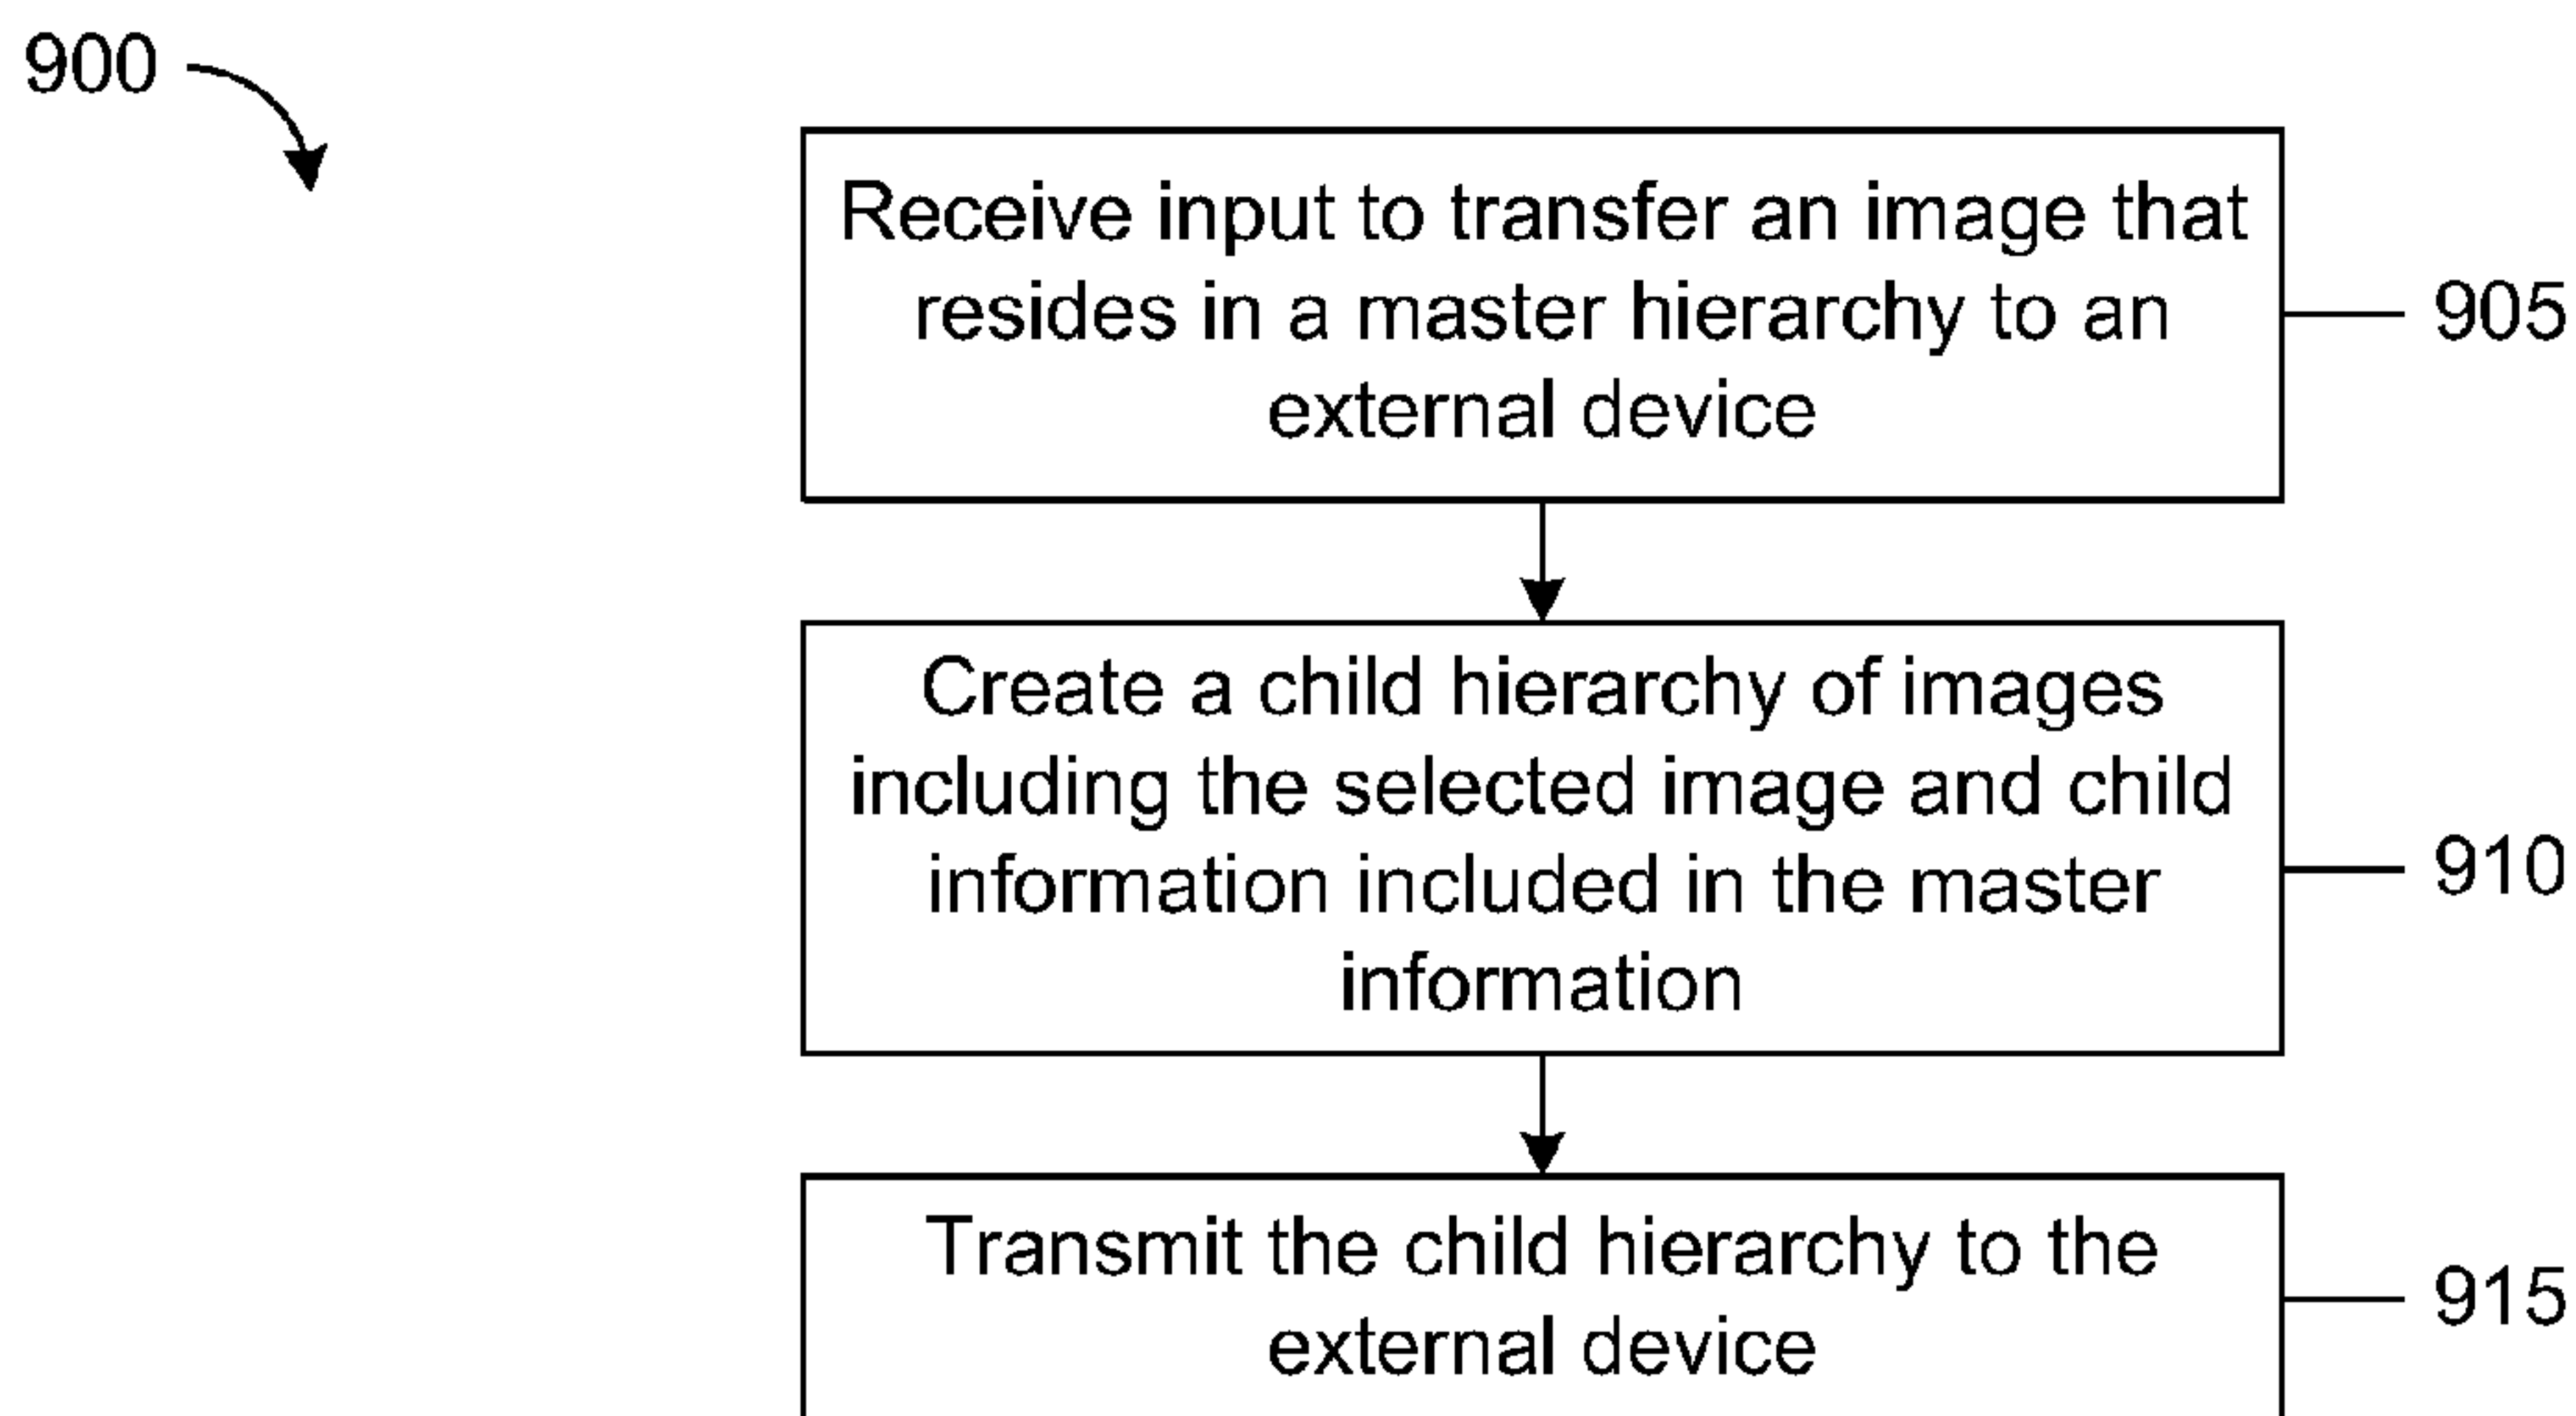 900
Receive input to transfer an image that
resides in a master hierarchy to an
external device
905
Create a child hierarchy of images
including the selected image and child
information included in the master
information
910
Transmit the child hierarchy to the
external device
915